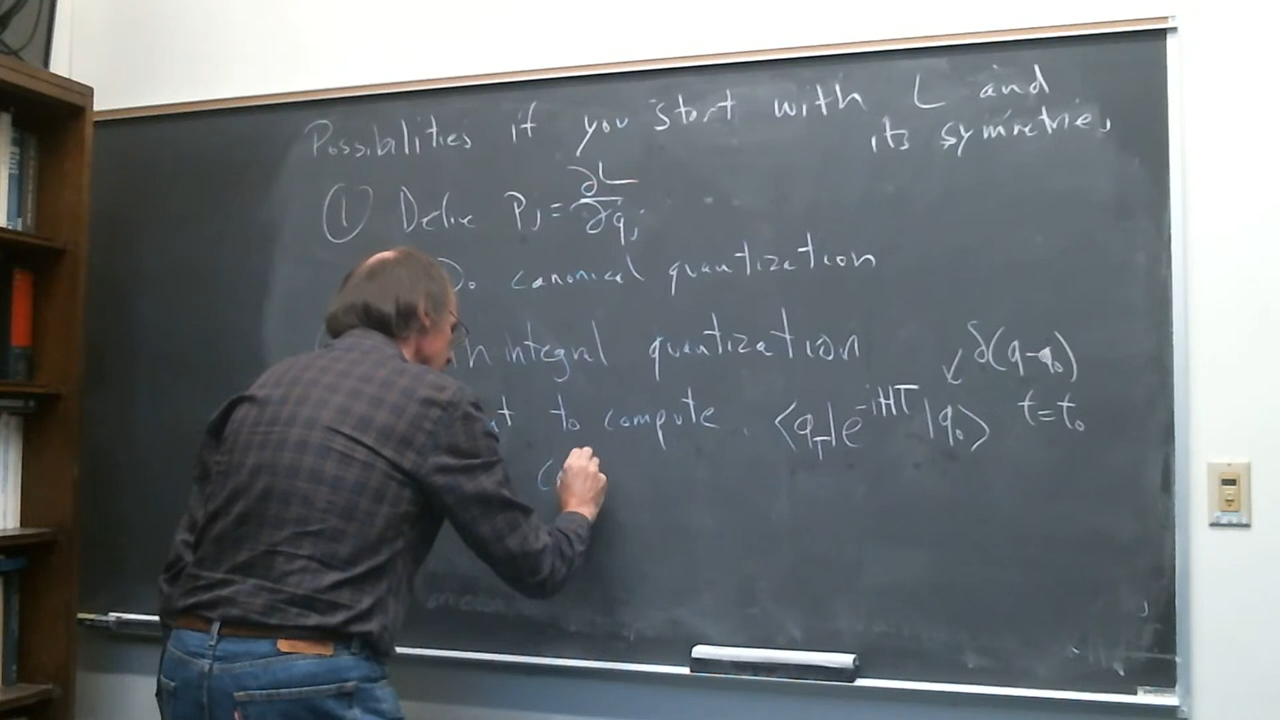 Possibilities if you start with L and
its symmetries
① Define P_j = ∂L/∂q̇_j
Do canonical quantization
integral quantization
δ(q-q₀)
to compute. ⟨q_T|e^{-iHT}|q₀⟩ t=t₀